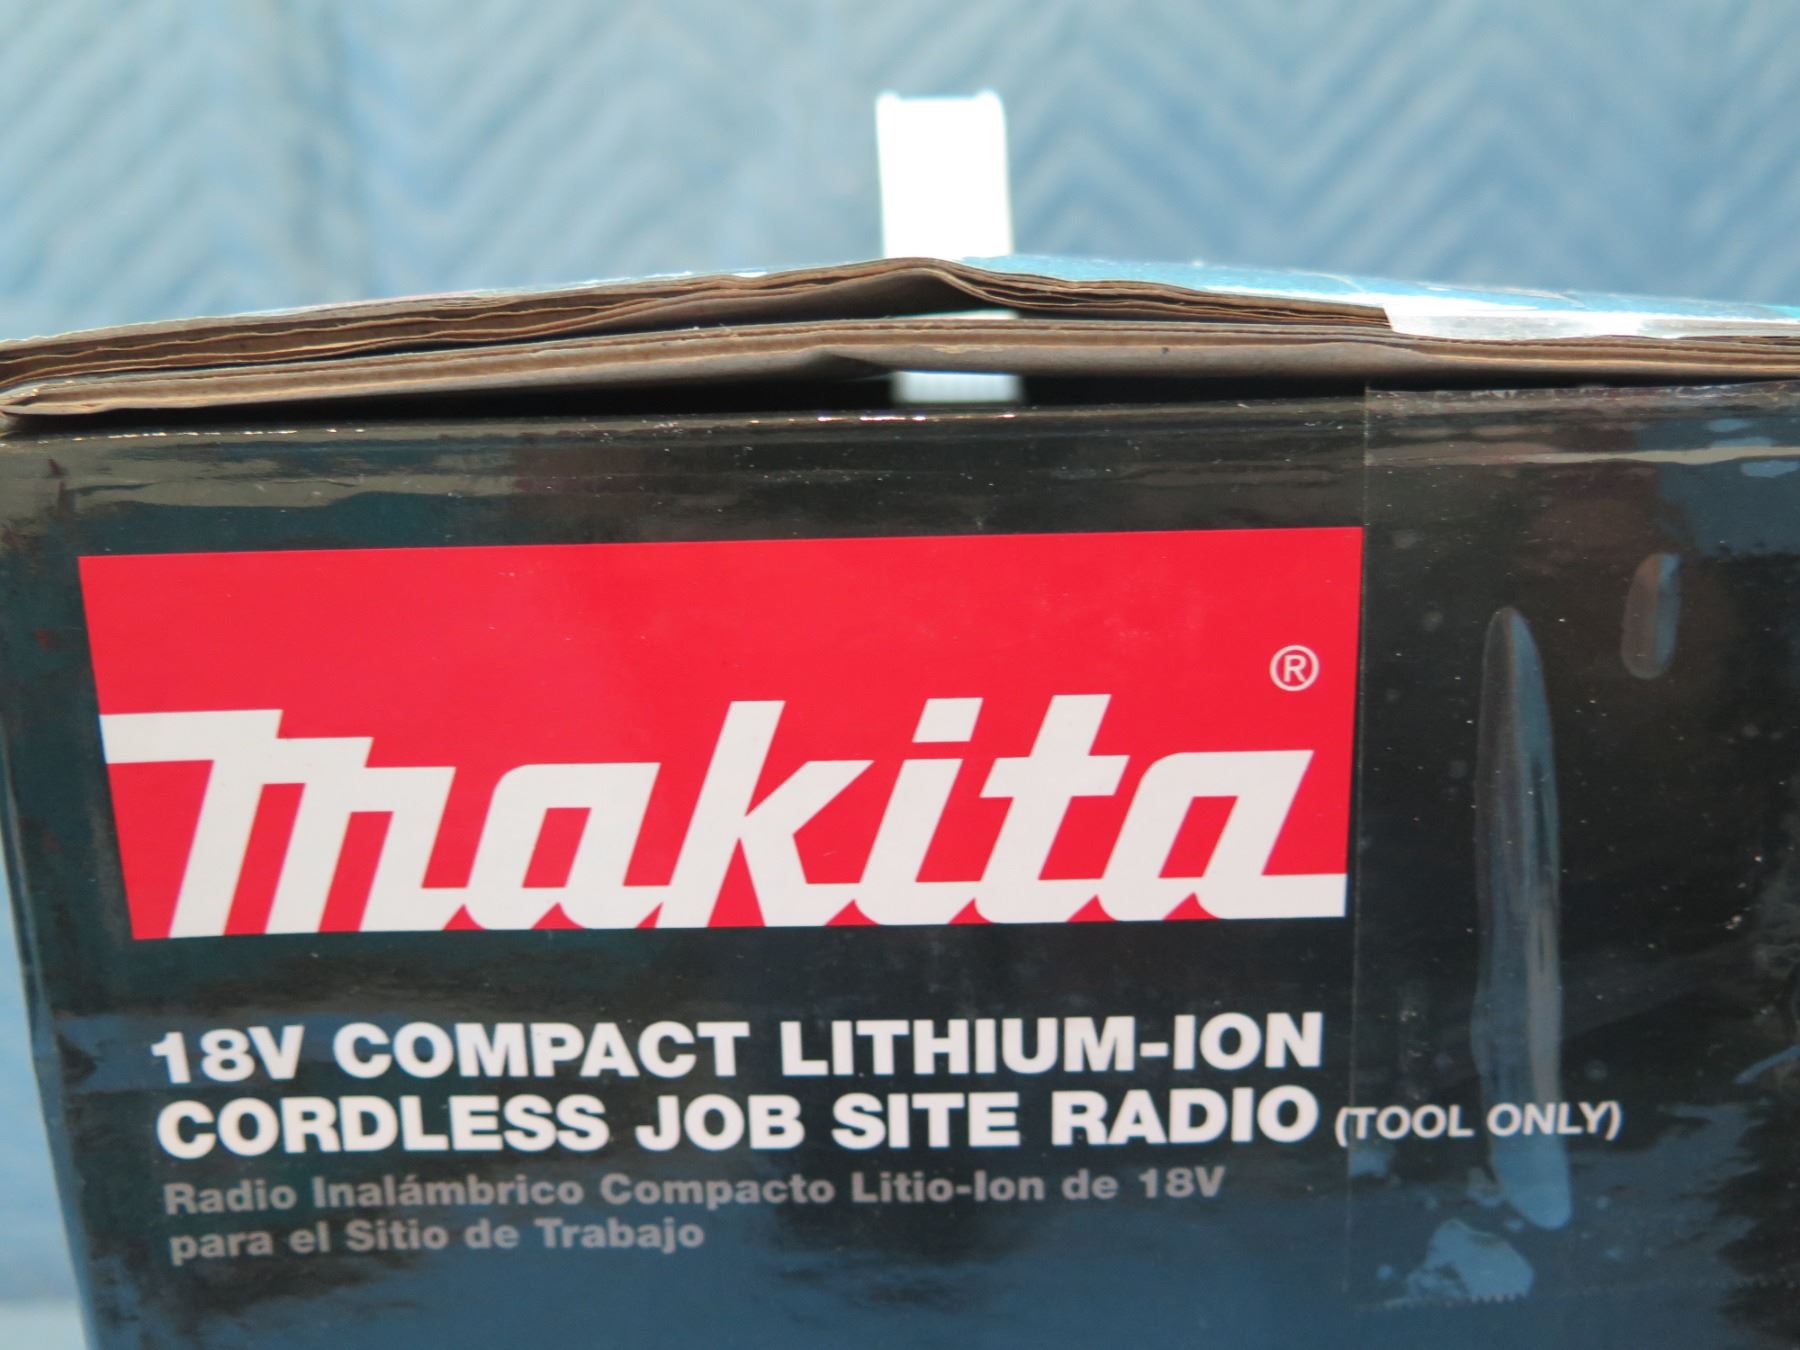 makita®
18V COMPACT LITHIUM-ION
CORDLESS JOB SITE RADIO (TOOL ONLY)
Radio Inalámbrico Compacto Litio-Ion de 18V
para el Sitio de Trabajo